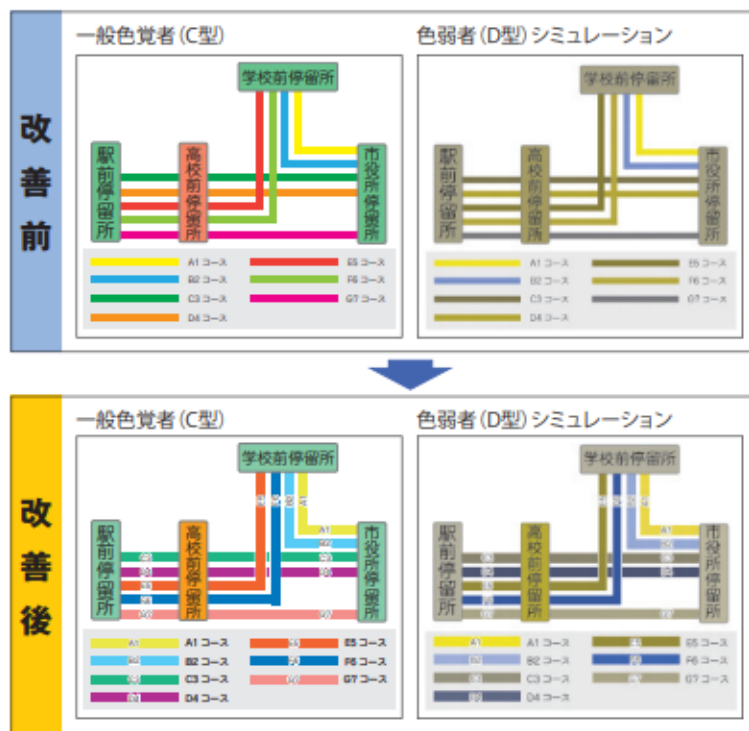 改善前
一般色覚者(C型)
学校前停留所
駅前停留所
高校前停留所
市役所停留所
A1 コース
B2 コース
C3 コース
D4 コース
E5 コース
F6 コース
G7 コース
色弱者(D型)シミュレーション
学校前停留所
駅前停留所
高校前停留所
市役所停留所
A1 コース
B2 コース
C3 コース
D4 コース
E5 コース
F6 コース
G7 コース
改善後
一般色覚者(C型)
学校前停留所
B2
A1
A1
B2
駅前停留所
高校前停留所
市役所停留所
A1
A1 コース
B2
B2 コース
C3 コース
D4 コース
E5
E5 コース
F6 コース
G7 コース
色弱者(D型)シミュレーション
学校前停留所
A1
駅前停留所
高校前停留所
市役所停留所
A1
A1 コース
B2 コース
C3 コース
D4 コース
E5 コース
F6 コース
G7 コース